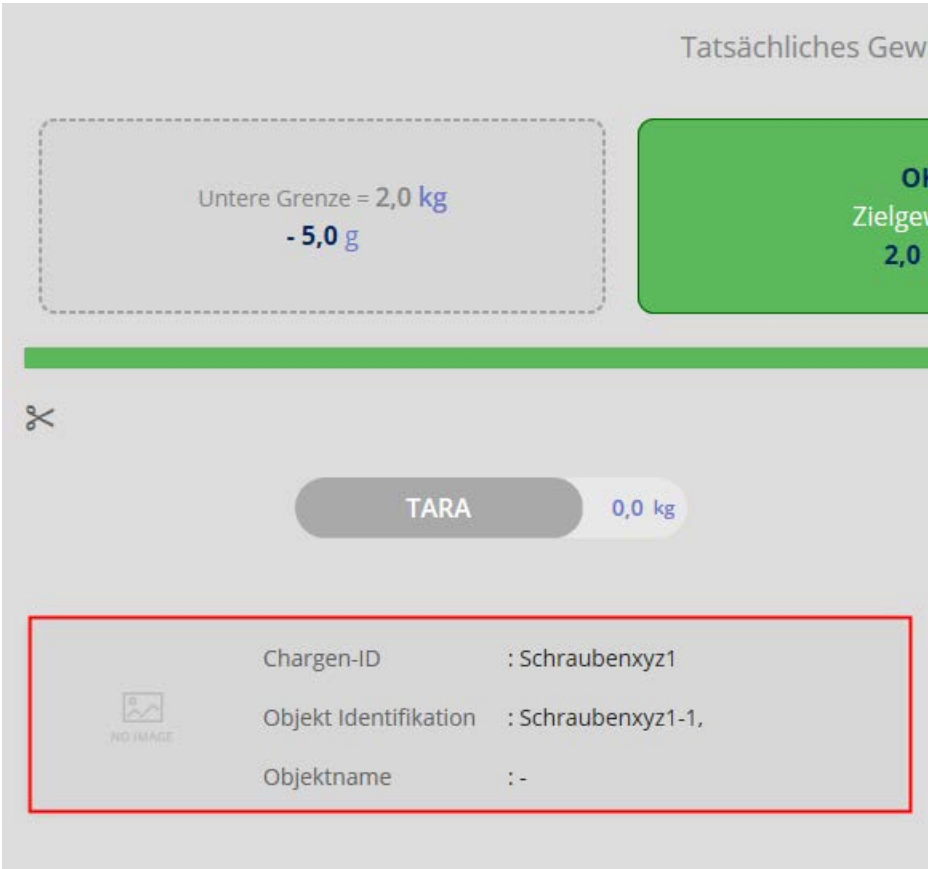 Tatsächliches Gew
Untere Grenze = 2,0 kg
- 5,0 g
OK
Zielgew
2,0
TARA 0,0 kg
Chargen-ID : Schraubenxyz1
NO IMAGE
Objekt Identifikation : Schraubenxyz1-1,
Objektname : -